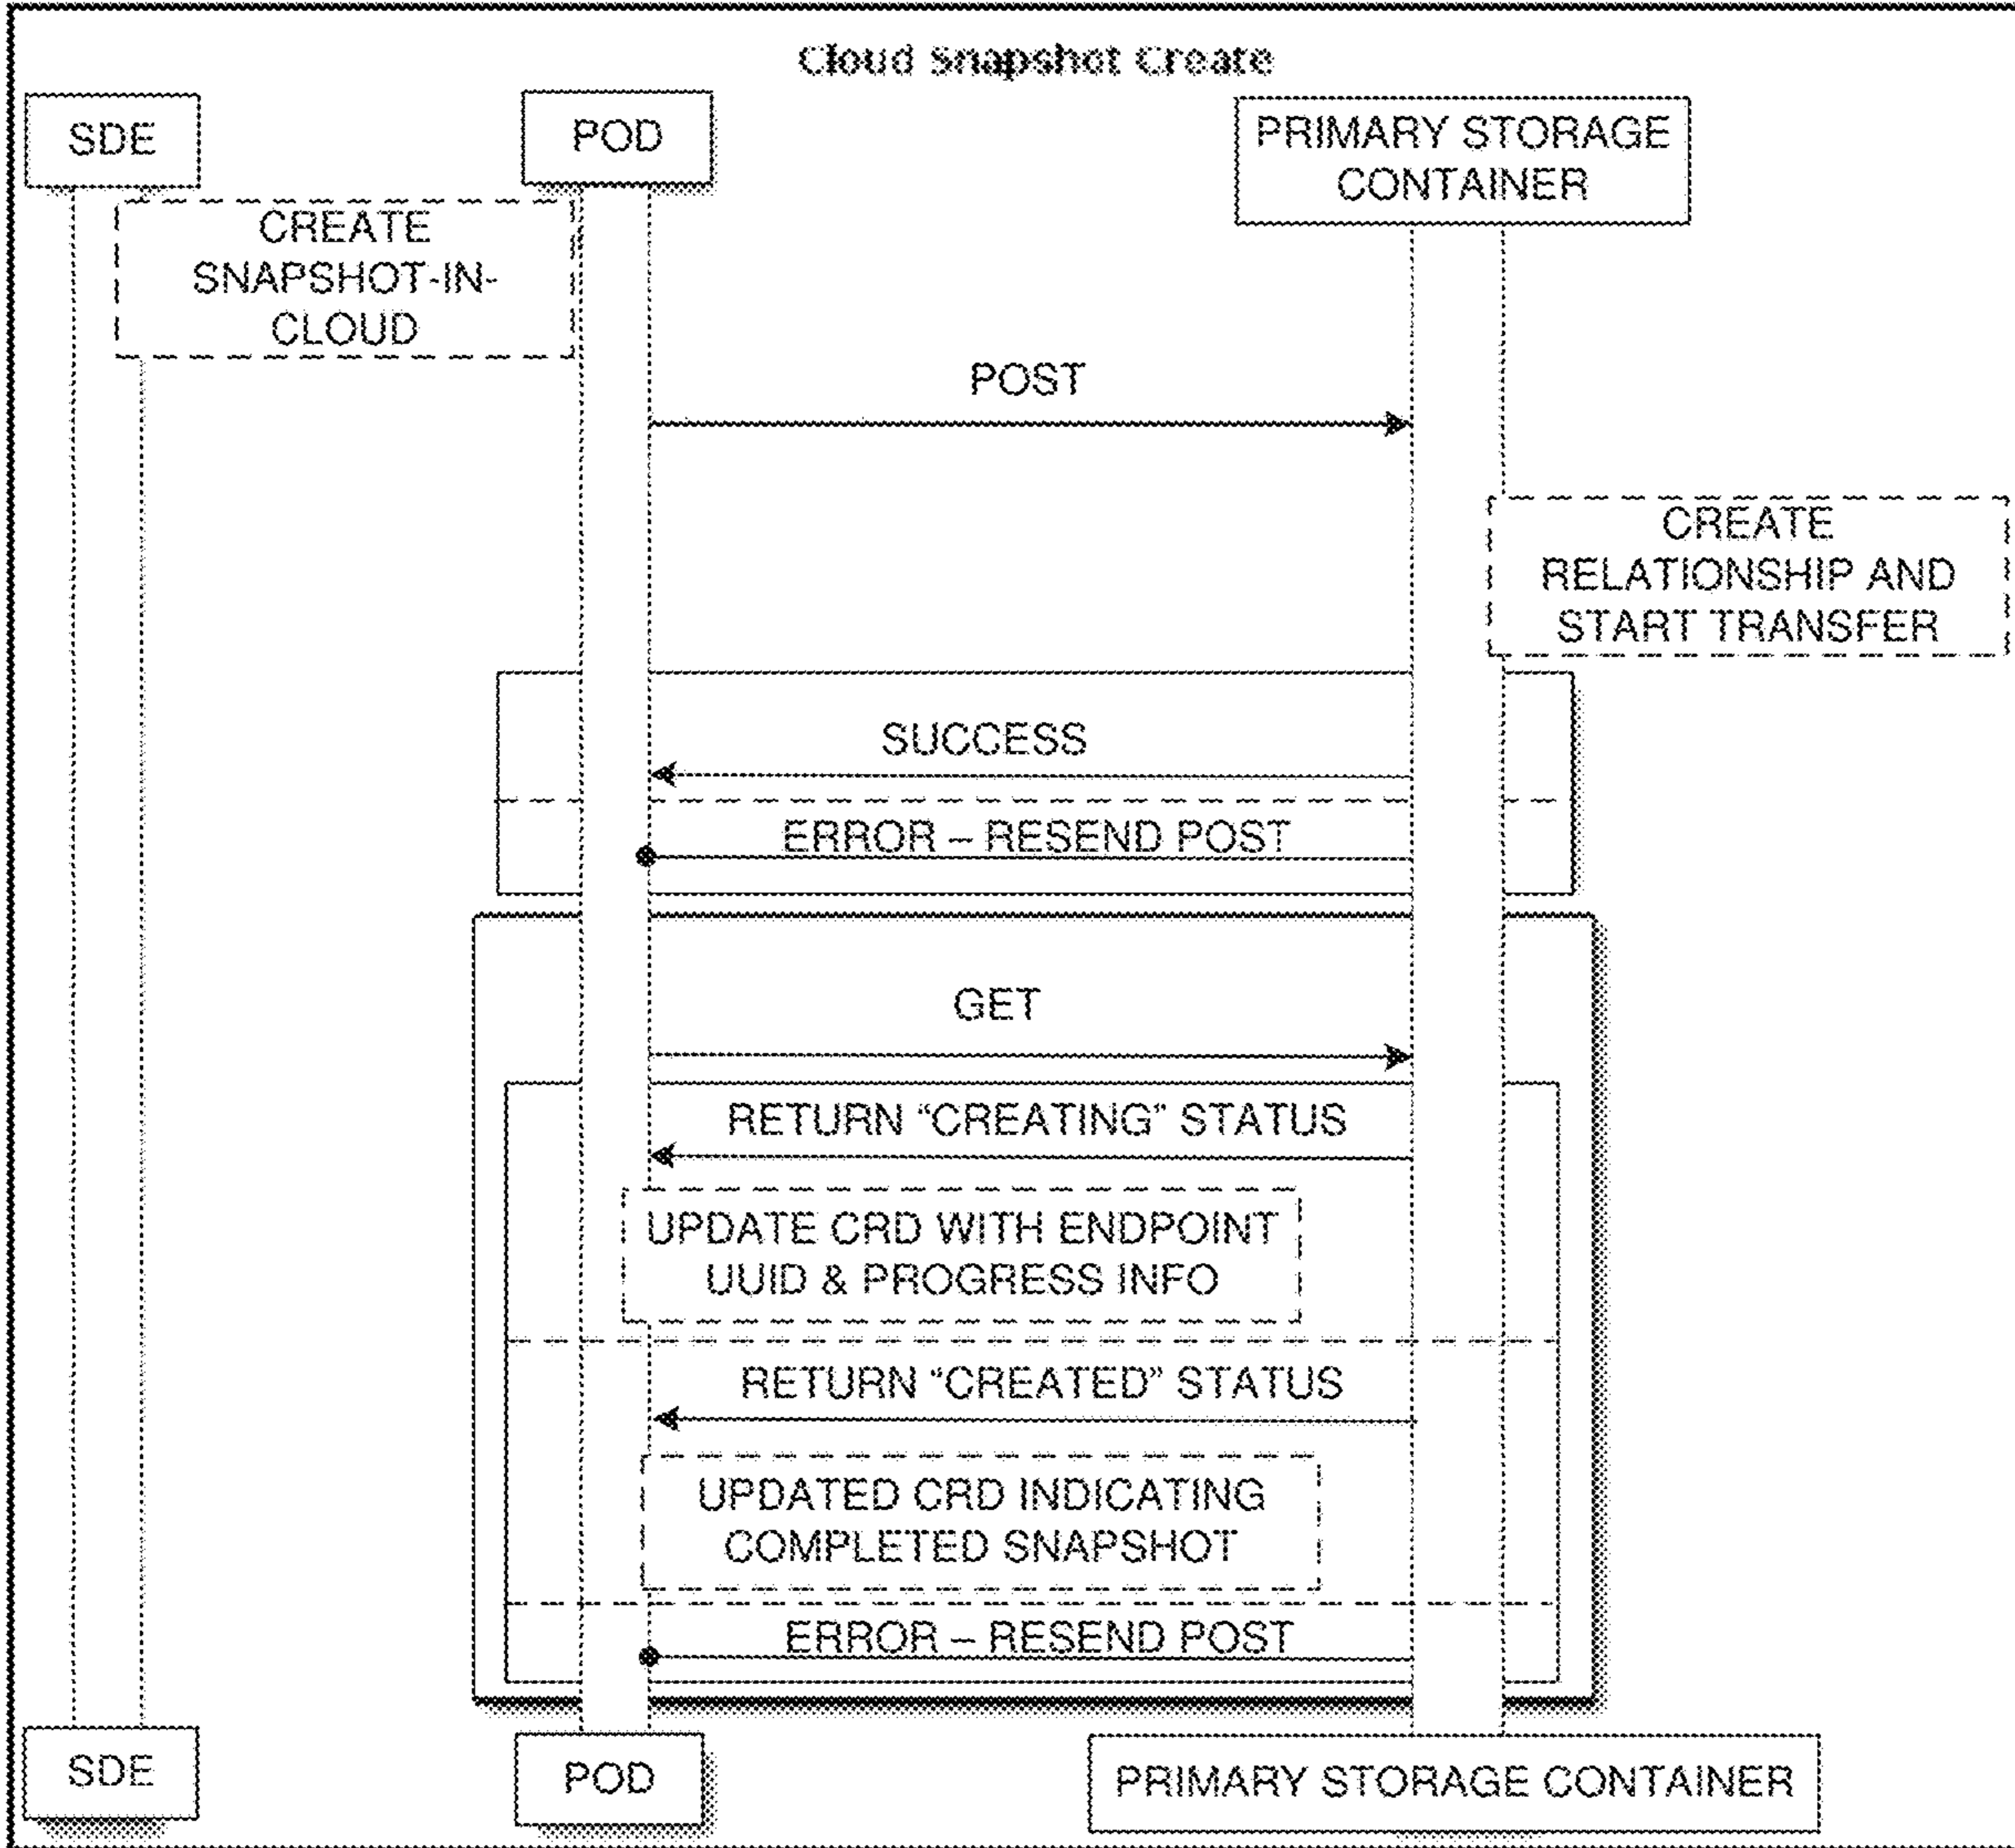 Cloud Snapshot Create
SDE
POD
PRIMARY STORAGE
CONTAINER
CREATE
SNAPSHOT-IN-
CLOUD
POST
CREATE
RELATIONSHIP AND
START TRANSFER
SUCCESS
ERROR – RESEND POST
GET
RETURN “CREATING” STATUS
UPDATE CRD WITH ENDPOINT
UUID & PROGRESS INFO
RETURN “CREATED” STATUS
UPDATED CRD INDICATING
COMPLETED SNAPSHOT
ERROR – RESEND POST
SDE
POD
PRIMARY STORAGE CONTAINER